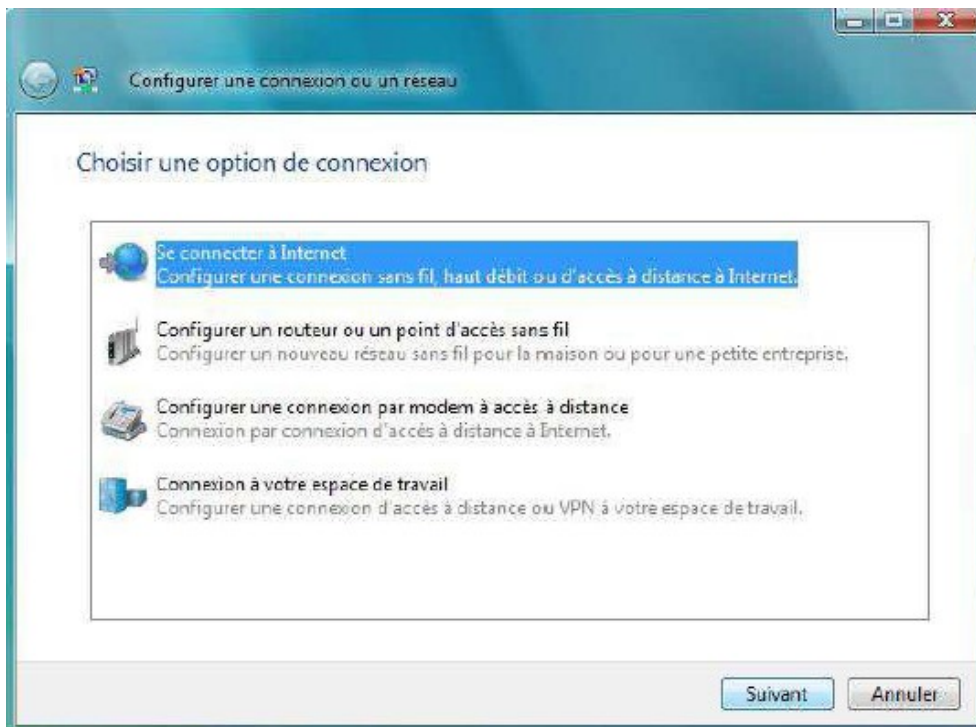 Configurer une connexion ou un réseau
Choisir une option de connexion
Se connecter à Internet
Configurer une connexion sans fil, haut débit ou d'accès à distance à Internet.
Configurer un routeur ou un point d'accès sans fil
Configurer un nouveau réseau sans fil pour la maison ou pour une petite entreprise.
Configurer une connexion par modem à accès à distance
Connexion par connexion d'accès à distance à Internet.
Connexion à votre espace de travail
Configurer une connexion d'accès à distance ou VPN à votre espace de travail.
Suivant
Annuler